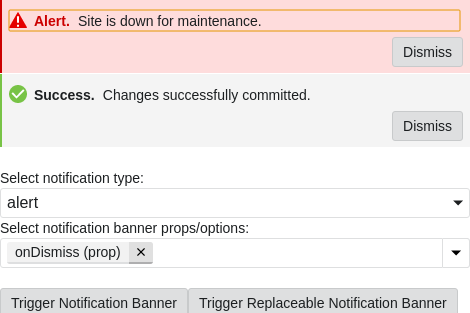 Alert. Site is down for maintenance.
Dismiss
Success. Changes successfully committed.
Dismiss
Select notification type:
alert
Select notification banner props/options:
onDismiss (prop) ✕
Trigger Notification Banner Trigger Replaceable Notification Banner